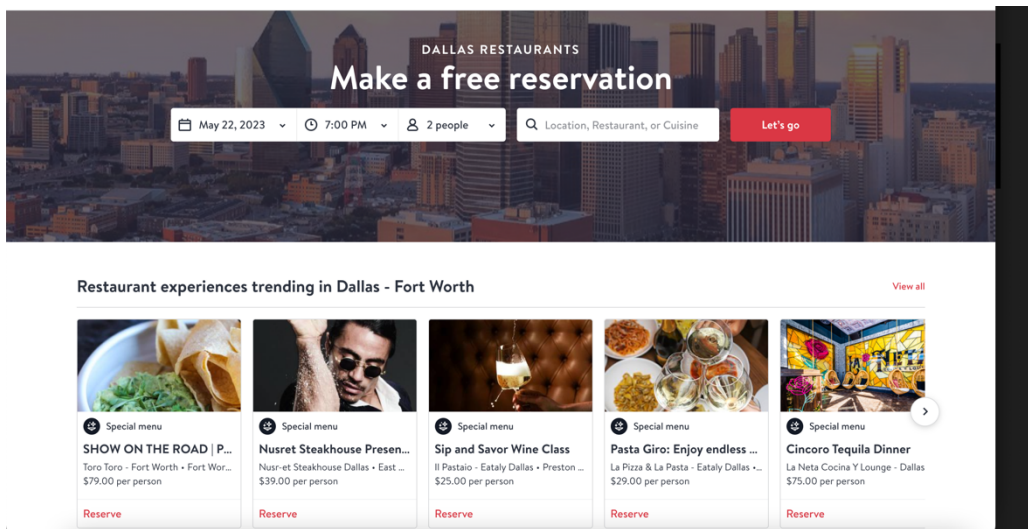 DALLAS RESTAURANTS
Make a free reservation
May 22, 2023
7:00 PM
2 people
Location, Restaurant, or Cuisine
Let's go
Restaurant experiences trending in Dallas - Fort Worth
View all
Special menu
SHOW ON THE ROAD | P...
Toro Toro - Fort Worth • Fort Wor...
$79.00 per person
Reserve
Special menu
Nusret Steakhouse Presen...
Nusr-et Steakhouse Dallas • East ...
$39.00 per person
Reserve
Special menu
Sip and Savor Wine Class
Il Pastaio - Eataly Dallas • Preston ...
$25.00 per person
Reserve
Special menu
Pasta Giro: Enjoy endless ...
La Pizza & La Pasta - Eataly Dallas •...
$29.00 per person
Reserve
Special menu
Cincoro Tequila Dinner
La Neta Cocina Y Lounge - Dallas
$75.00 per person
Reserve